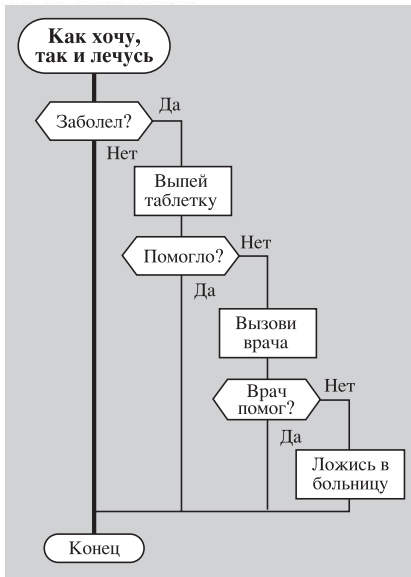 Как хочу,
так и лечусь
Да
Заболел?
Нет
Выпей
таблетку
Нет
Помогло?
Да
Вызови
врача
Нет
Врач
помог?
Да
Ложись в
больницу
Конец